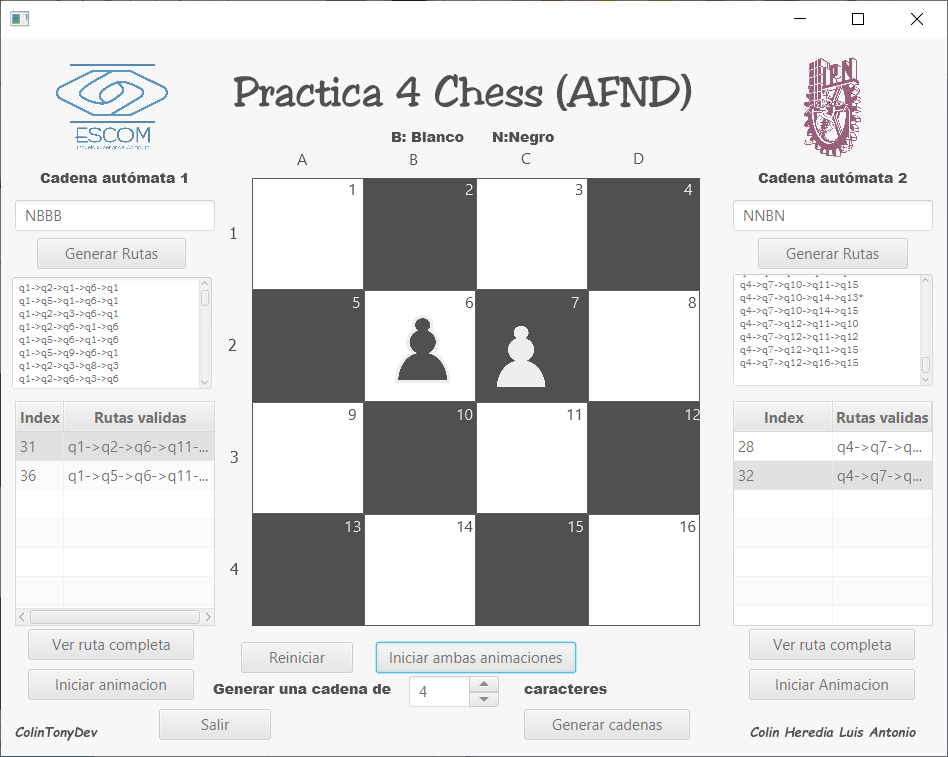 Practica 4 Chess (AFND)
ESCOM
Escuela Superior de Cómputo
IPN
B: Blanco N:Negro
A B C D
Cadena autómata 1
NBBB
Generar Rutas
q1->q2->q1->q6->q1
q1->q5->q1->q6->q1
q1->q2->q3->q6->q1
q1->q2->q6->q1->q6
q1->q5->q6->q1->q6
q1->q5->q9->q6->q1
q1->q2->q3->q8->q3
q1->q2->q6->q3->q6
Index Rutas validas
31 q1->q2->q6->q11-...
36 q1->q5->q6->q11-...
Ver ruta completa
Iniciar animacion
1 2 3 4
1
5 6 7 8
2
9 10 11 12
3
13 14 15 16
4
Cadena autómata 2
NNBN
Generar Rutas
q4->q7->q10->q11->q15
q4->q7->q10->q14->q13*
q4->q7->q10->q14->q15
q4->q7->q12->q11->q10
q4->q7->q12->q11->q12
q4->q7->q12->q11->q15
q4->q7->q12->q16->q15
Index Rutas validas
28 q4->q7->q...
32 q4->q7->q...
Ver ruta completa
Iniciar Animacion
Reiniciar Iniciar ambas animaciones
Generar una cadena de 4 caracteres
Salir Generar cadenas
ColinTonyDev
Colin Heredia Luis Antonio